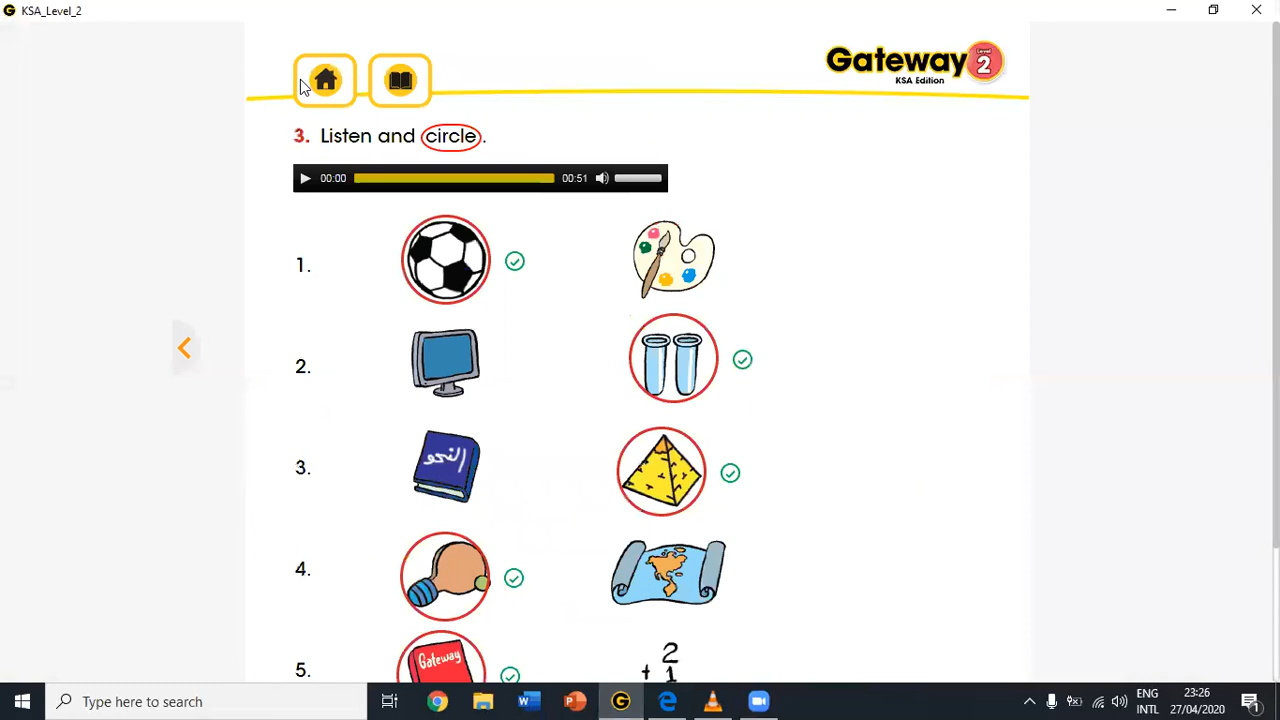 KSA_Level_2
Gateway Level 2
KSA Edition
3. Listen and circle.
00:00 00:51
1.
2.
3. النحو
4.
5. Gateway
2
+ 1
Type here to search
ENG
INTL
23:26
27/04/2020
1